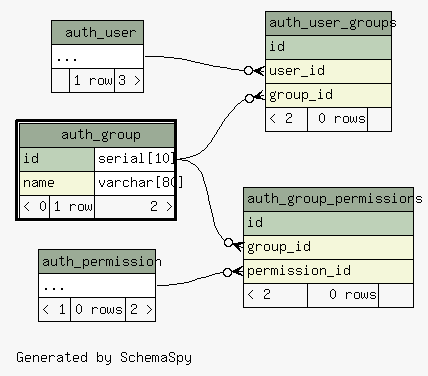 auth_user
...
1 row 3 >
auth_user_groups
id
user_id
group_id
< 2 0 rows
auth_group
id serial[10]
name varchar[80]
< 0 1 row 2 >
auth_group_permissions
id
group_id
permission_id
< 2 0 rows
auth_permission
...
< 1 0 rows 2 >
Generated by SchemaSpy